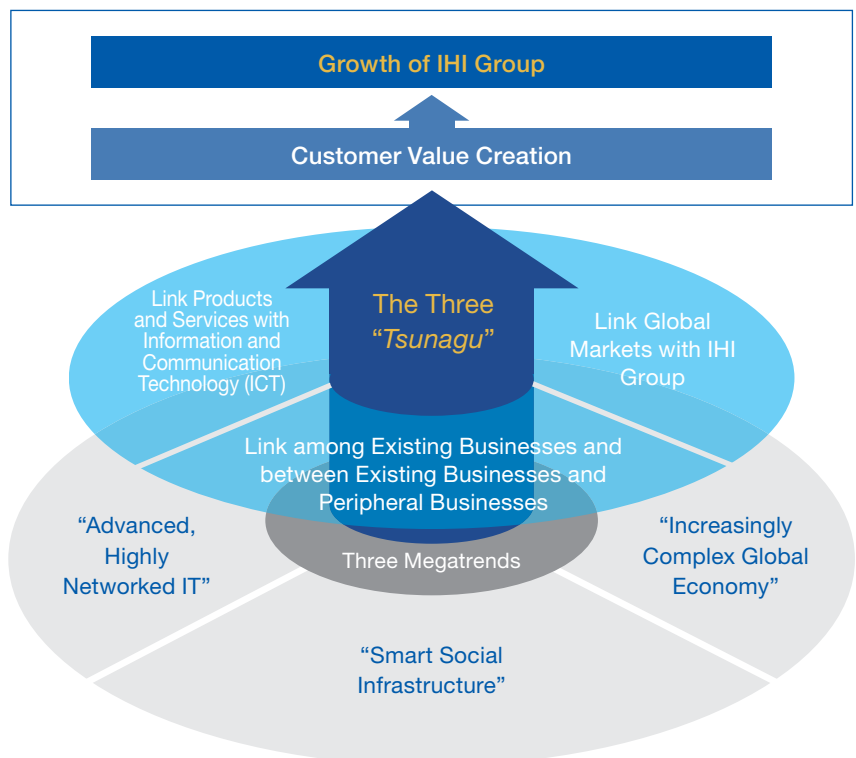 Growth of IHI Group
Customer Value Creation
The Three
“Tsunagu”
Link Products
and Services with
Information and
Communication
Technology (ICT)
Link Global
Markets with IHI
Group
Link among Existing Businesses and
between Existing Businesses and
Peripheral Businesses
“Advanced,
Highly
Networked IT”
Three Megatrends
“Increasingly
Complex Global
Economy”
“Smart Social
Infrastructure”